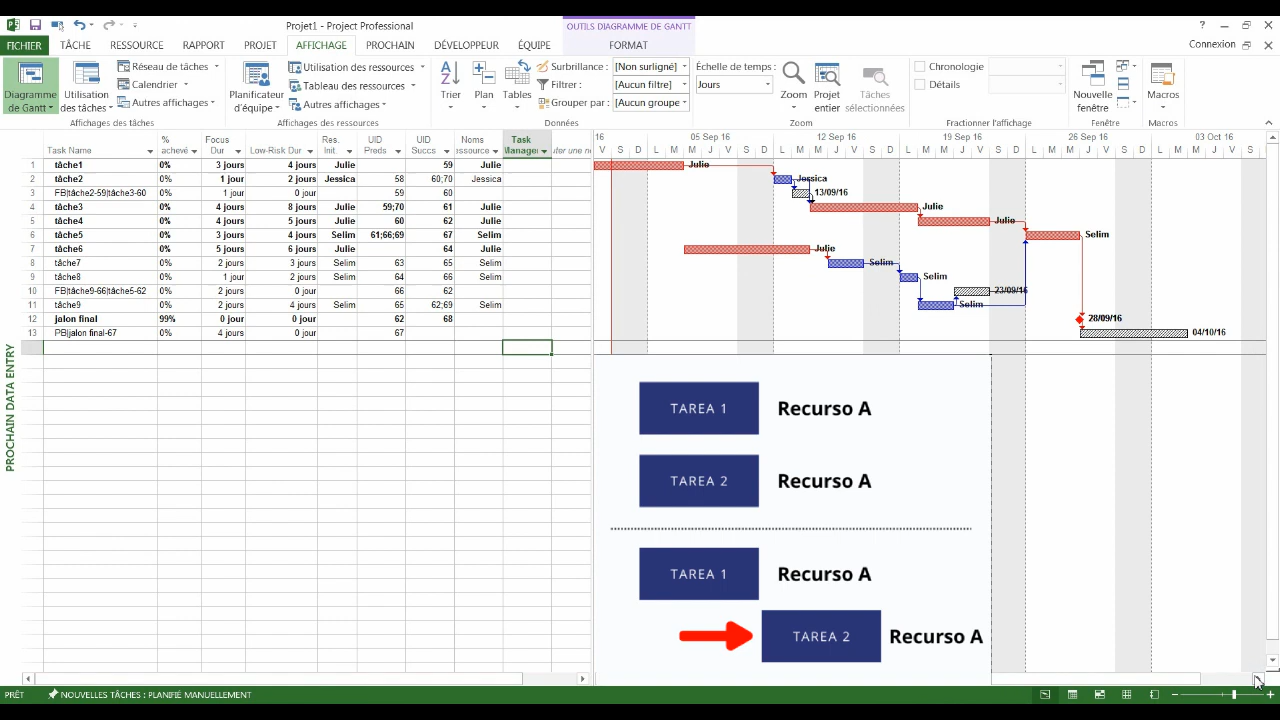 Projet1 - Project Professional
OUTILS DIAGRAMME DE GANTT
FICHIER TÂCHE RESSOURCE RAPPORT PROJET AFFICHAGE PROCHAIN DÉVELOPPEUR ÉQUIPE FORMAT Connexion
Diagramme de Gantt
Utilisation des tâches
Réseau de tâches
Calendrier
Autres affichages
Affichages des tâches
Planificateur d'équipe
Utilisation des ressources
Tableau des ressources
Autres affichages
Affichages des ressources
Trier
Plan
Tables
Surbrillance: [Non surligné]
Filtrer: [Aucun filtre]
Grouper par: [Aucun groupe
Données
Échelle de temps
Jours
Zoom
Projet entier
Tâches sélectionnées
Zoom
Chronologie
Détails
Fractionner l'affichage
Nouvelle fenêtre
Fenêtre
Macros
Macros
Task Name % achevé Focus Dur Low-Risk Dur Res. Init. UID Preds UID Succs Noms ressource Task Manager uter une n
16 05 Sep 16 12 Sep 16 19 Sep 16 26 Sep 16 03 Oct 16
V S D L M M J V S D L M M J V S D L M M J V S D L M M J V S D L M M J V S
1 tâche1 0% 3 jours 4 jours Julie 59 Julie
2 tâche2 0% 1 jour 2 jours Jessica 58 60;70 Jessica
3 FB|tâche2-59|tâche3-60 0% 1 jour 0 jour 59 60
4 tâche3 0% 4 jours 8 jours Julie 59;70 61 Julie
5 tâche4 0% 4 jours 5 jours Julie 60 62 Julie
6 tâche5 0% 3 jours 4 jours Selim 61;66;69 67 Selim
7 tâche6 0% 5 jours 6 jours Julie 64 Julie
8 tâche7 0% 2 jours 3 jours Selim 63 65 Selim
9 tâche8 0% 1 jour 2 jours Selim 64 66 Selim
10 FB|tâche9-66|tâche5-62 0% 2 jours 0 jour 66 62
11 tâche9 0% 2 jours 4 jours Selim 65 62;69 Selim
12 jalon final 99% 0 jour 0 jour 62 68
13 PB|jalon final-67 0% 4 jours 0 jour 67
Julie
Jessica
13/09/16
Julie
Julie
Selim
Julie
Selim
Selim
23/09/16
Selim
28/09/16
04/10/16
PROCHAIN DATA ENTRY
TAREA 1 Recurso A
TAREA 2 Recurso A
TAREA 1 Recurso A
TAREA 2 Recurso A
PRÊT NOUVELLES TÂCHES : PLANIFIÉ MANUELLEMENT